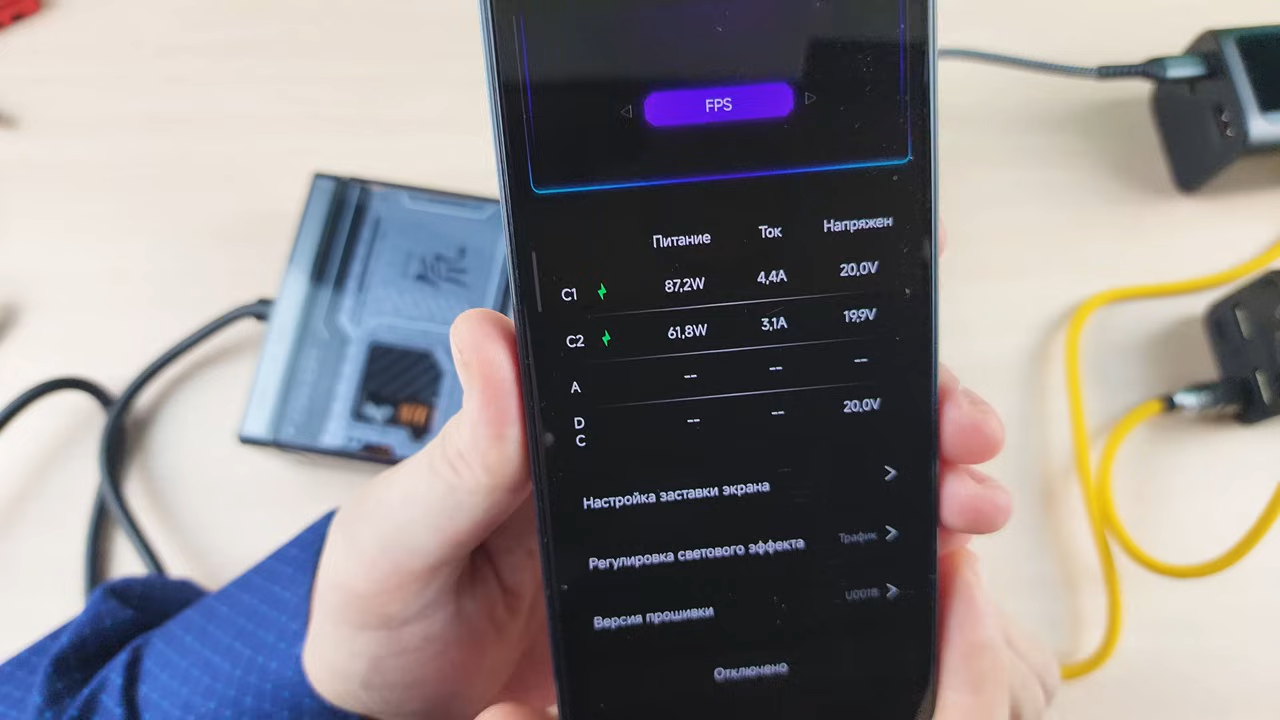 FPS
Питание Ток Напряжен
C1 87,2W 4,4A 20,0V
C2 61,8W 3,1A 19,9V
A -- -- --
D
C -- -- 20,0V
Настройка заставки экрана
Регулировка светового эффекта Трафик
Версия прошивки
Отключено